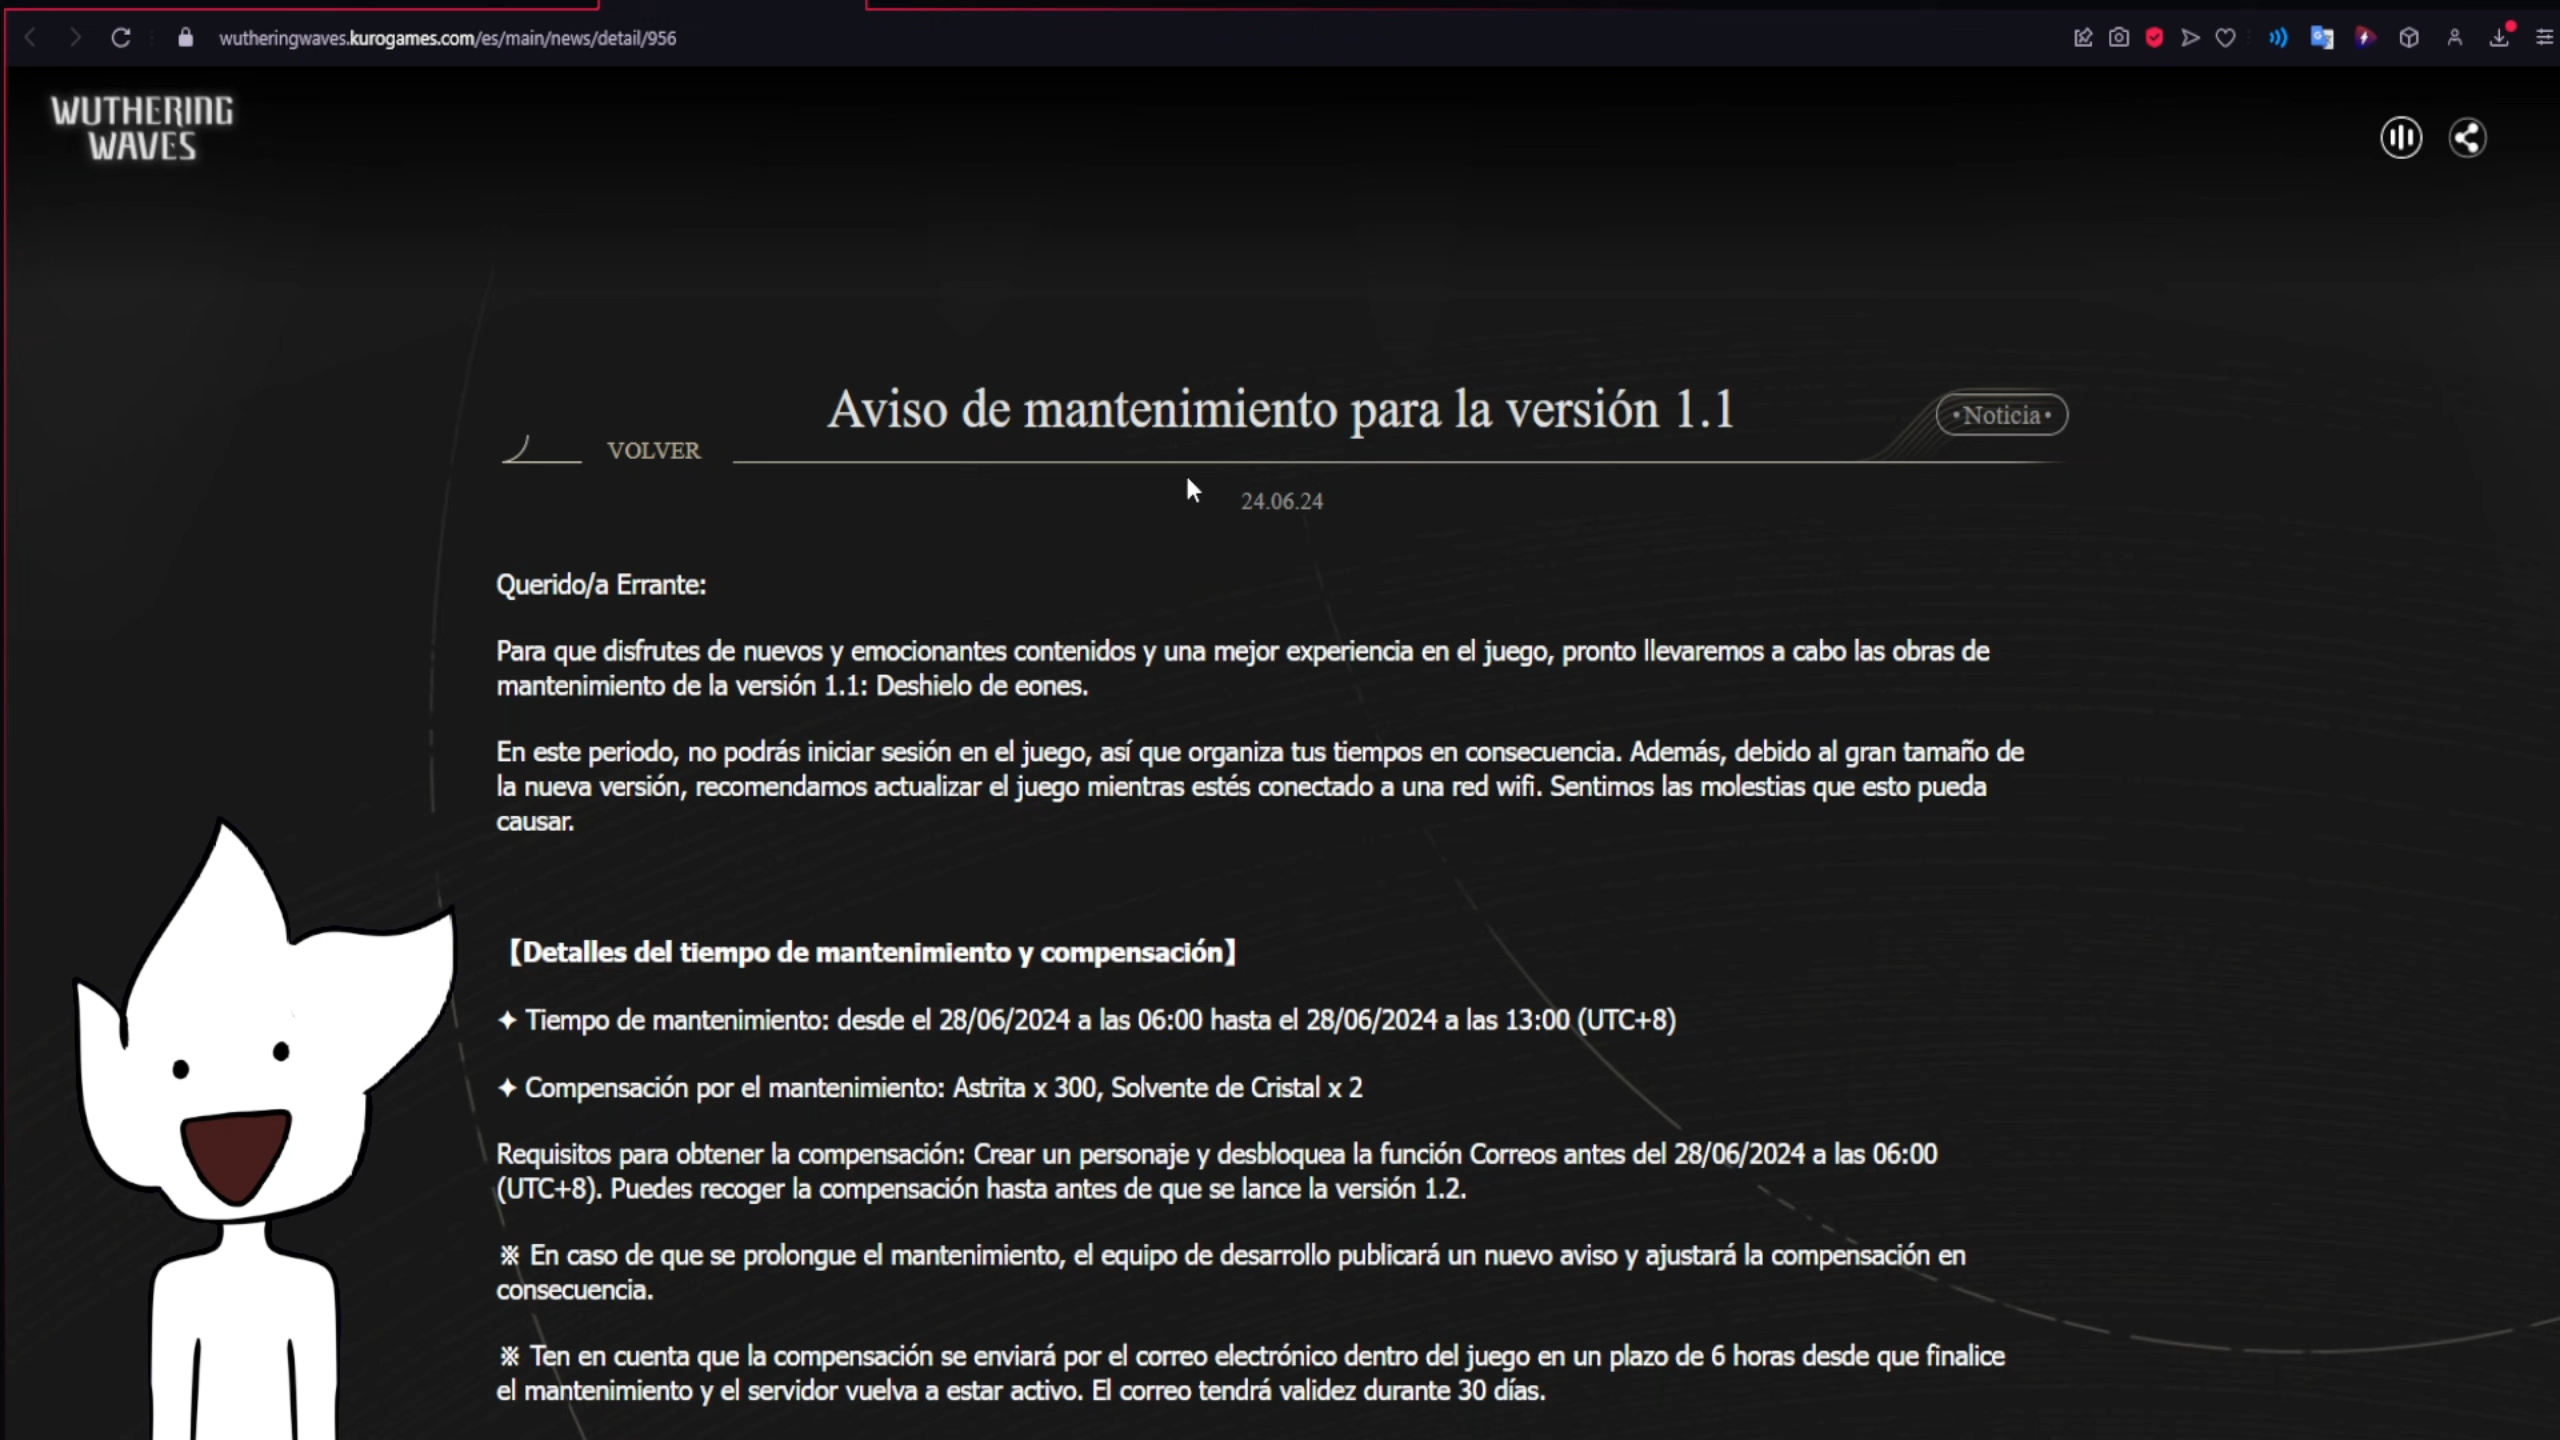 wutheringwaves.kurogames.com/es/main/news/detail/956
WUTHERING
WAVES
Aviso de mantenimiento para la versión 1.1
•Noticia•
VOLVER
24.06.24
Querido/a Errante:
Para que disfrutes de nuevos y emocionantes contenidos y una mejor experiencia en el juego, pronto llevaremos a cabo las obras de
mantenimiento de la versión 1.1: Deshielo de eones.
En este periodo, no podrás iniciar sesión en el juego, así que organiza tus tiempos en consecuencia. Además, debido al gran tamaño de
la nueva versión, recomendamos actualizar el juego mientras estés conectado a una red wifi. Sentimos las molestias que esto pueda
causar.
【Detalles del tiempo de mantenimiento y compensación】
✦ Tiempo de mantenimiento: desde el 28/06/2024 a las 06:00 hasta el 28/06/2024 a las 13:00 (UTC+8)
✦ Compensación por el mantenimiento: Astrita x 300, Solvente de Cristal x 2
Requisitos para obtener la compensación: Crear un personaje y desbloquea la función Correos antes del 28/06/2024 a las 06:00
(UTC+8). Puedes recoger la compensación hasta antes de que se lance la versión 1.2.
※ En caso de que se prolongue el mantenimiento, el equipo de desarrollo publicará un nuevo aviso y ajustará la compensación en
consecuencia.
※ Ten en cuenta que la compensación se enviará por el correo electrónico dentro del juego en un plazo de 6 horas desde que finalice
el mantenimiento y el servidor vuelva a estar activo. El correo tendrá validez durante 30 días.